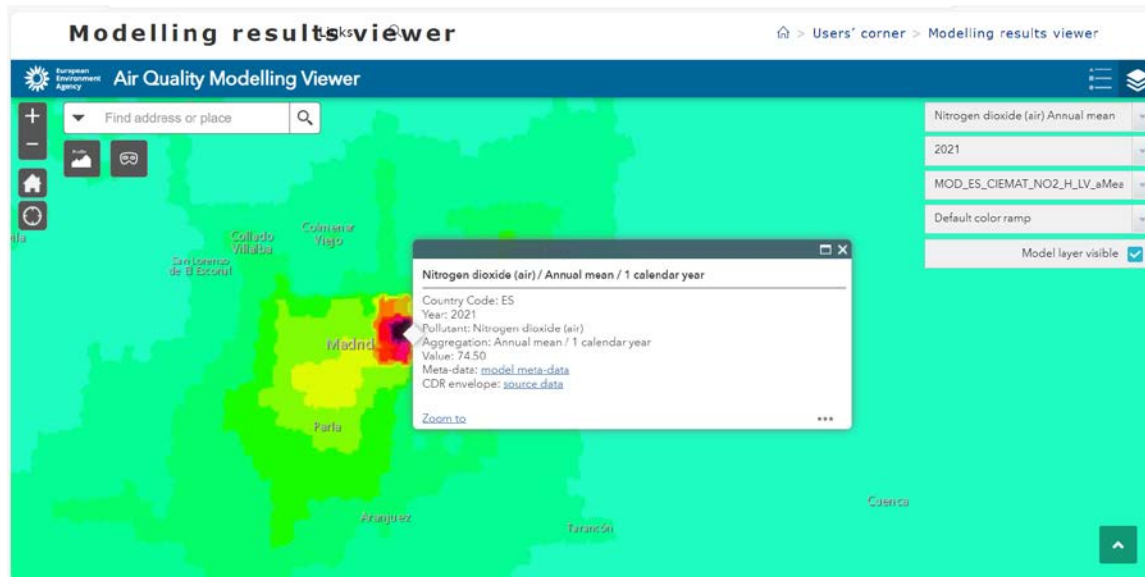 Modelling results viewer
Links
> Users' corner > Modelling results viewer
European Environment Agency
Air Quality Modelling Viewer
+
Find address or place
−
Nitrogen dioxide (air) Annual mean
2021
MOD_ES_CIEMAT_NO2_H_LV_aMea
Default color ramp
Model layer visible
Colmenar
Viejo
Collado
Villalba
San Lorenzo
de El Escorial
Nitrogen dioxide (air) / Annual mean / 1 calendar year
Country Code: ES
Year: 2021
Pollutant: Nitrogen dioxide (air)
Aggregation: Annual mean / 1 calendar year
Value: 74.50
Meta-data: model meta-data
CDR envelope: source data
Zoom to
Madrid
Parla
Aranjuez
Tarancón
Cuenca